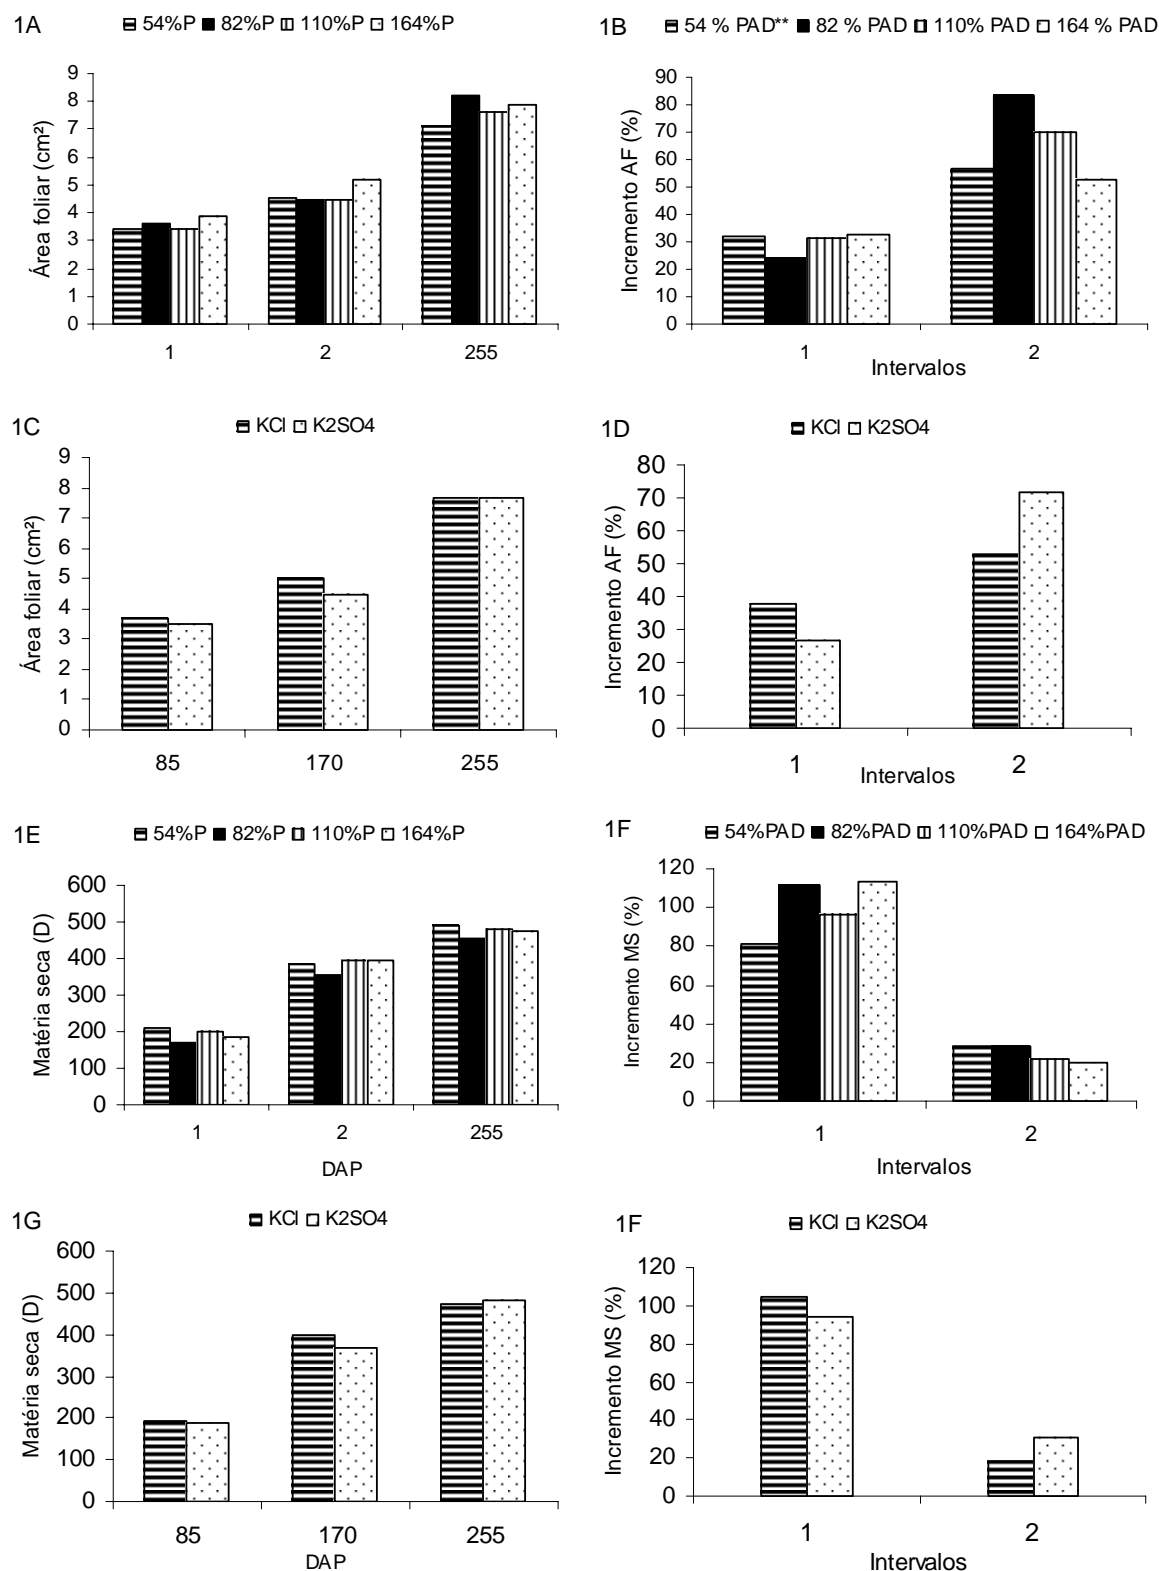 1A
54%P 82%P 110%P 164%P
Área foliar (cm²)
9
8
7
6
5
4
3
2
1
0
1 2 255
1B
54 % PAD** 82 % PAD 110% PAD 164 % PAD
Incremento AF (%)
90
80
70
60
50
40
30
20
10
0
1 2
Intervalos
1C
KCl K2SO4
Área foliar (cm²)
9
8
7
6
5
4
3
2
1
0
85 170 255
1D
KCl K2SO4
Incremento AF (%)
80
70
60
50
40
30
20
10
0
1 2
Intervalos
1E
54%P 82%P 110%P 164%P
Matéria seca (D)
600
500
400
300
200
100
0
1 2 255
DAP
1F
54%PAD 82%PAD 110%PAD 164%PAD
Incremento MS (%)
120
100
80
60
40
20
0
1 2
Intervalos
1G
KCl K2SO4
Matéria seca (D)
600
500
400
300
200
100
0
85 170 255
DAP
1F
KCl K2SO4
Incremento MS (%)
120
100
80
60
40
20
0
1 2
Intervalos